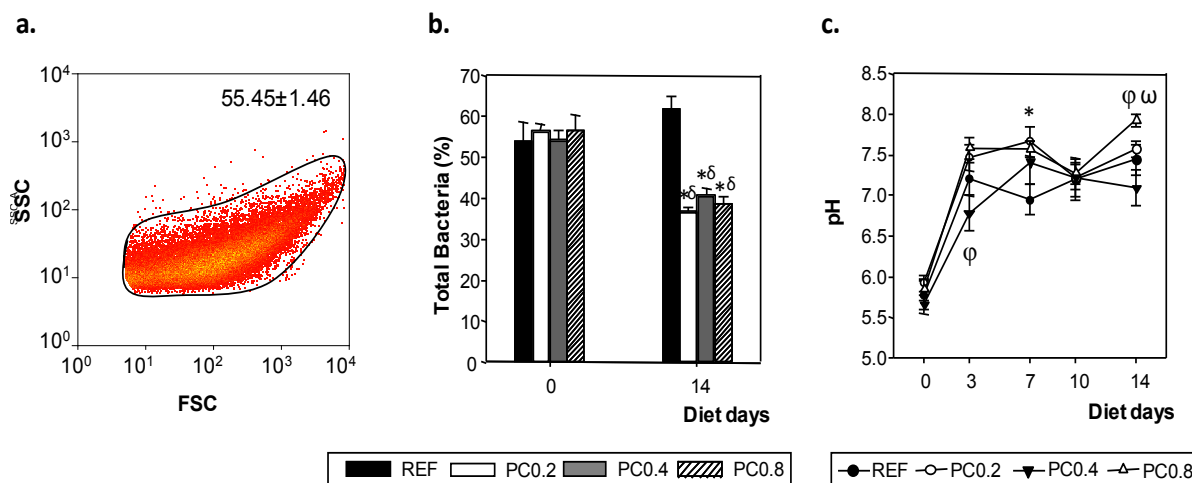 a.
b.
c.
10⁴
10³
10²
10¹
10⁰
SSC
SSC-A
55.45±1.46
10⁰ 10¹ 10² 10³ 10⁴
FSC
70
60
50
40
30
20
10
0
Total Bacteria (%)
*δ *δ *δ
0 14
Diet days
8.5
8.0
7.5
7.0
6.5
6.0
5.5
5.0
pH
φ
*
φ ω
0 3 7 10 14
Diet days
REF PC0.2 PC0.4 PC0.8
REF PC0.2 PC0.4 PC0.8